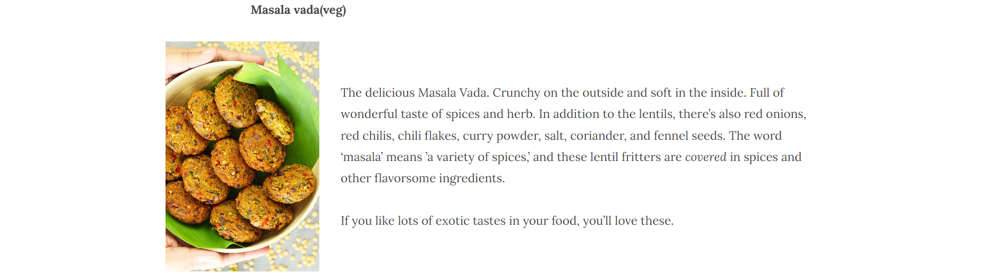 Masala vada(veg)
The delicious Masala Vada. Crunchy on the outside and soft in the inside. Full of
wonderful taste of spices and herb. In addition to the lentils, there’s also red onions,
red chilis, chili flakes, curry powder, salt, coriander, and fennel seeds. The word
‘masala’ means ’a variety of spices,’ and these lentil fritters are covered in spices and
other flavorsome ingredients.
If you like lots of exotic tastes in your food, you’ll love these.